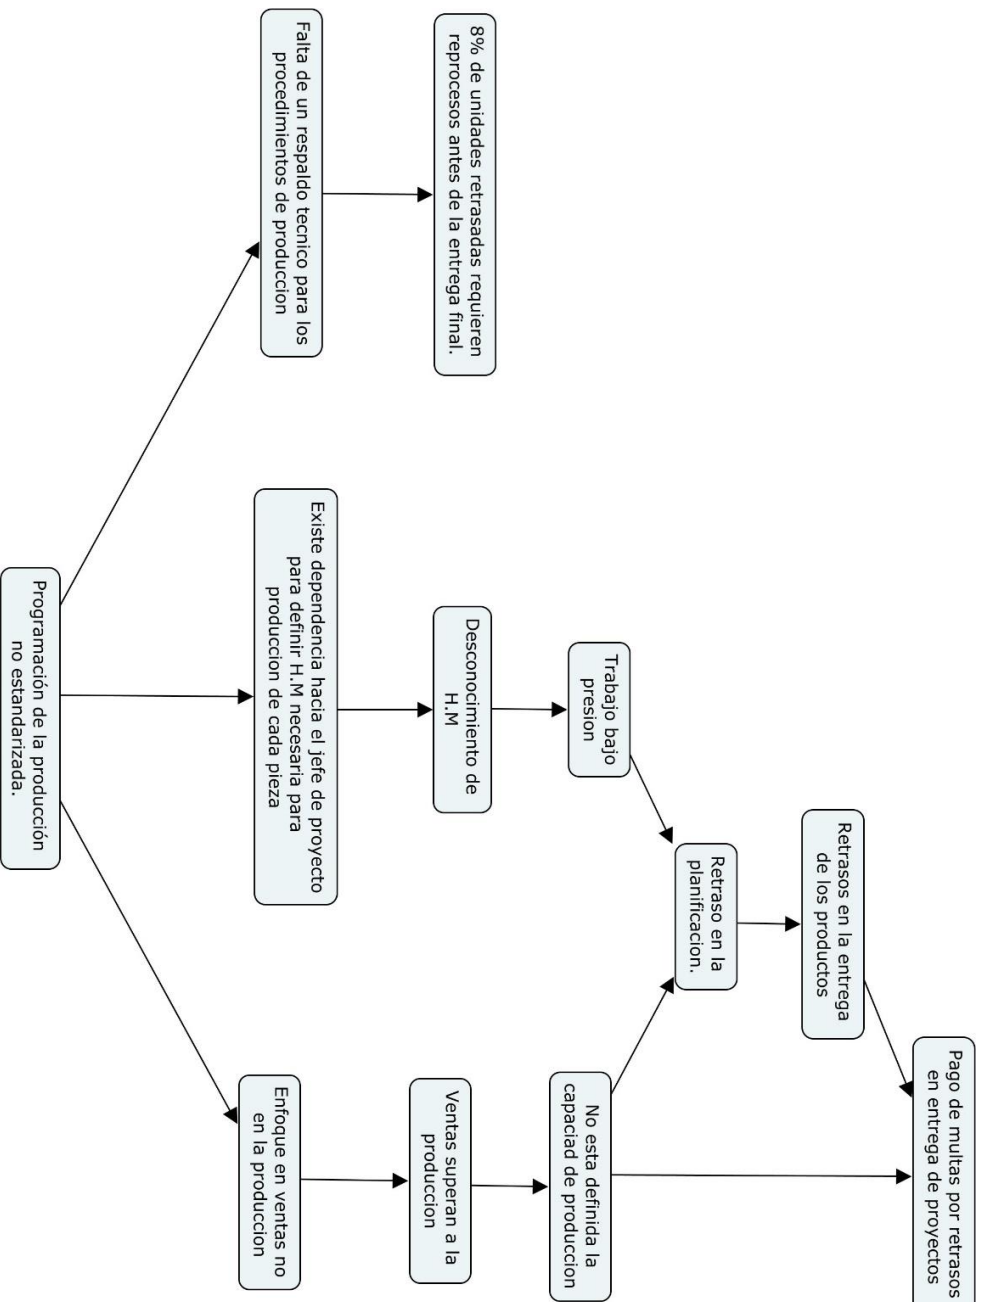 8% de unidades retrasadas requieren
reprocesos antes de la entrega final.
Falta de un respaldo tecnico para los
procedimientos de produccion
Pago de multas por retrasos
en entrega de proyectos
Retrasos en la entrega
de los productos
Retraso en la
planificacion.
Trabajo bajo
presion
No esta definida la
capaciad de produccion
Desconocimiento de
H.M
Ventas superan a la
produccion
Existe dependencia hacia el jefe de proyecto
para definir H.M necesaria para
produccion de cada pieza
Enfoque en ventas no
en la produccion
Programación de la producción
no estandarizada.